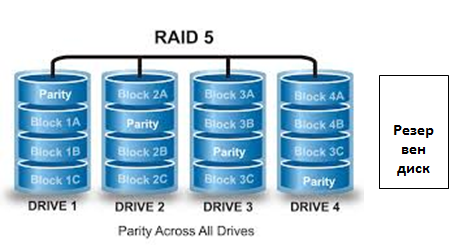 RAID 5
Parity Block 2A Block 3A Block 4A
Block 1A Parity Block 3B Block 4B
Block 1B Block 2B Parity Block 3C
Block 1C Block 2C Block 3C Parity
DRIVE 1 DRIVE 2 DRIVE 3 DRIVE 4
Parity Across All Drives
Резер
вен
диск